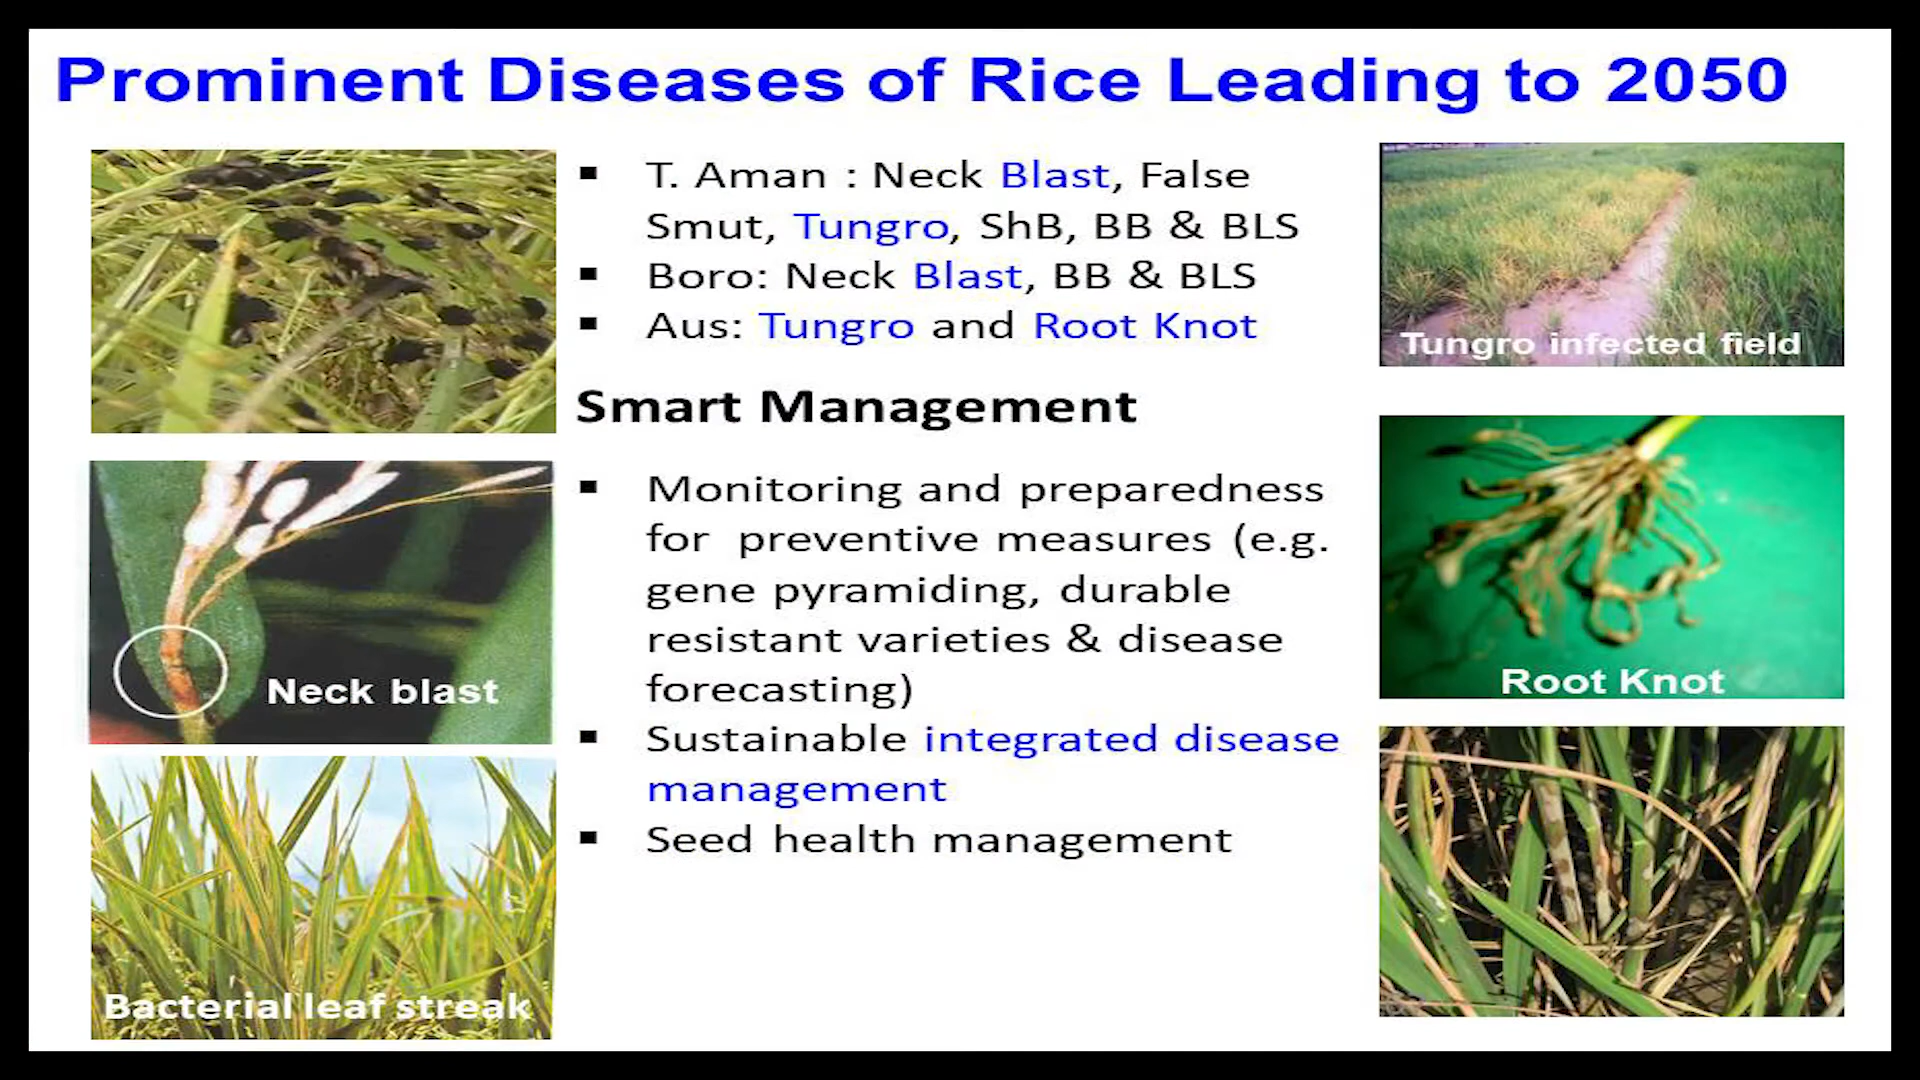 Prominent Diseases of Rice Leading to 2050
▪ T. Aman : Neck Blast, False
Smut, Tungro, ShB, BB & BLS
▪ Boro: Neck Blast, BB & BLS
▪ Aus: Tungro and Root Knot
Smart Management
▪ Monitoring and preparedness
for preventive measures (e.g.
gene pyramiding, durable
resistant varieties & disease
forecasting)
▪ Sustainable integrated disease
management
▪ Seed health management
Neck blast
Bacterial leaf streak
Tungro infected field
Root Knot